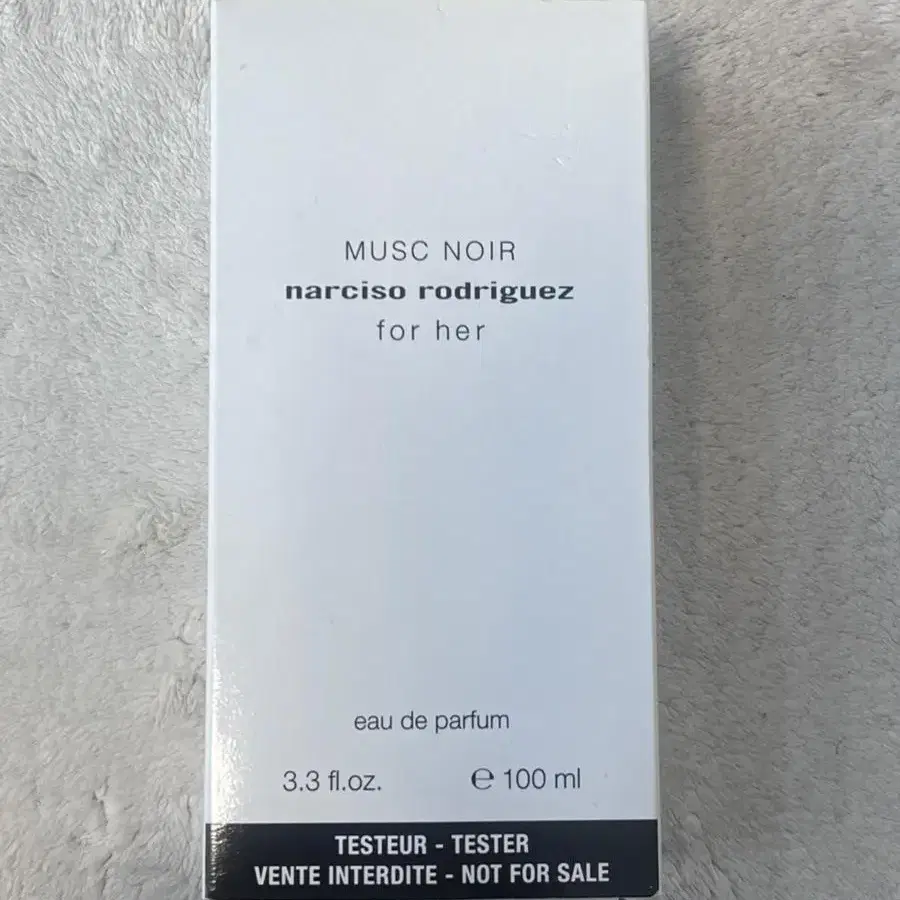 MUSC NOIR
narciso rodriguez
for her
eau de parfum
3.3 fl.oz. ℮ 100 ml
TESTEUR - TESTER
VENTE INTERDITE - NOT FOR SALE